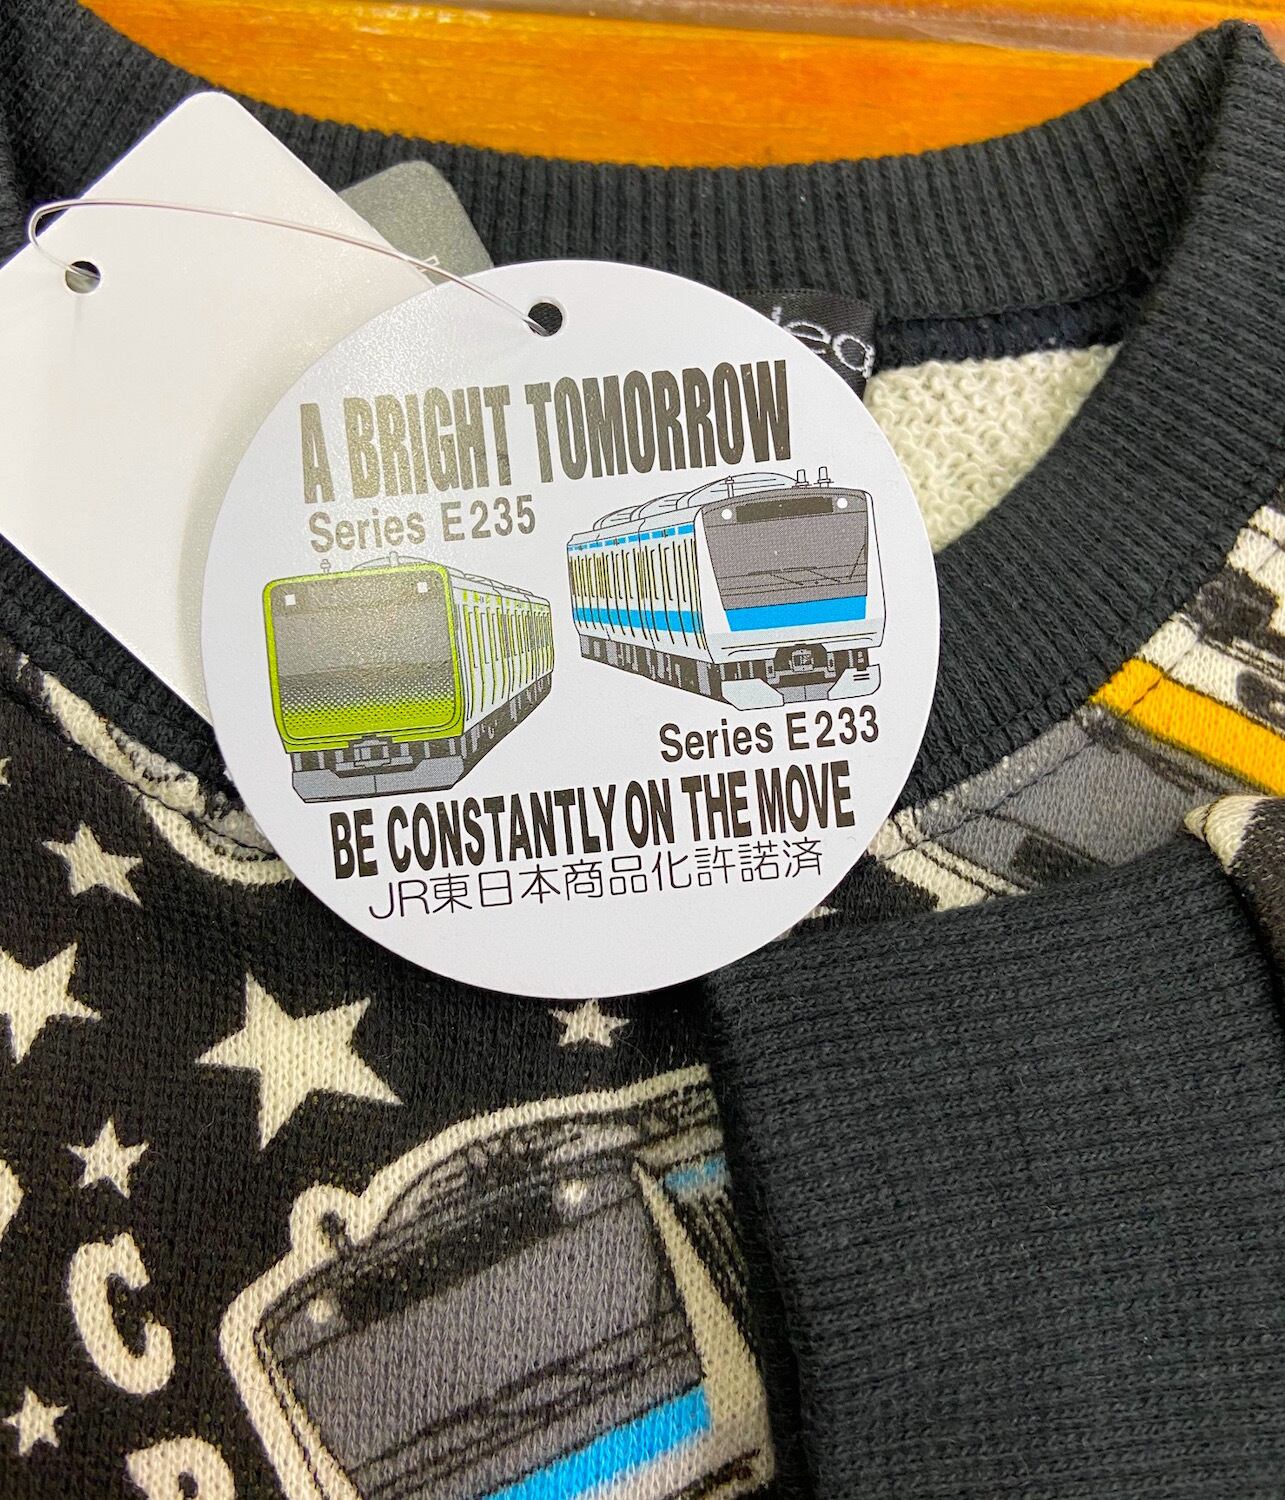 A BRIGHT TOMORROW
Series E235
Series E233
BE CONSTANTLY ON THE MOVE
JR東日本商品化許諾済
C